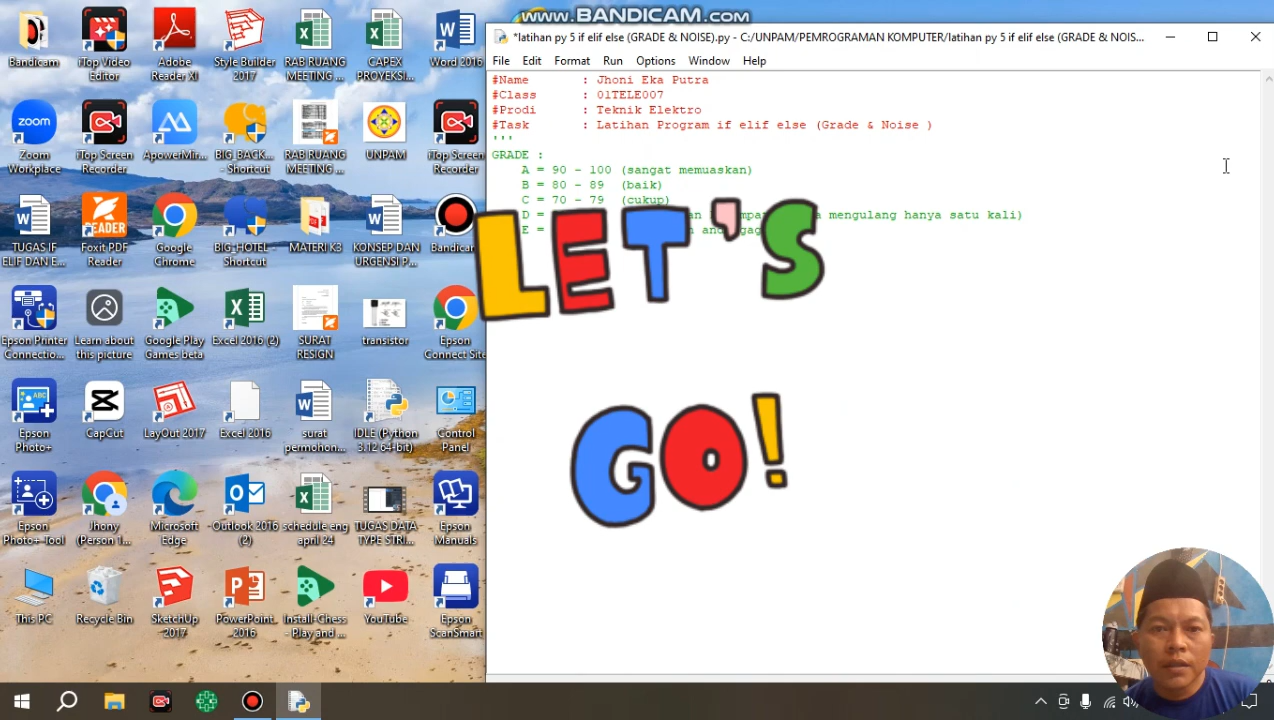 www.BANDICAM.com
*latihan py 5 if elif else (GRADE & NOISE).py - C:/UNPAM/PEMROGRAMAN KOMPUTER/latihan py 5 if elif else (GRADE & NOIS...
File Edit Format Run Options Window Help
#Name : Jhoni Eka Putra
#Class : 01TELE007
#Prodi : Teknik Elektro
#Task : Latihan Program if elif else (Grade & Noise )
'''
GRADE :
A = 90 - 100 (sangat memuaskan)
B = 80 - 89 (baik)
C = 70 - 79 (cukup)
D = mengulang hanya satu kali)
E =
LET'S
GO!
Bandicam
iTop Video Editor
Adobe Reader XI
Style Builder 2017
RAB RUANG MEETING ...
CAPEX PROYEKSI...
Word 2016
Zoom Workplace
iTop Screen Recorder
ApowerMir...
BIG_BACK... - Shortcut
RAB RUANG MEETING ...
UNPAM
iTop Screen Recorder
TUGAS IF ELIF DAN E...
Foxit PDF Reader
Google Chrome
BIG_HOTEL - Shortcut
MATERI K3
KONSEP DAN URGENSI P...
Bandicam
Epson Printer Connectio...
Learn about this picture
Google Play Games beta
Excel 2016 (2)
SURAT RESIGN
transistor
Epson Connect Site
Epson Photo+
CapCut
LayOut 2017
Excel 2016
surat permohon...
IDLE (Python 3.12 64-bit)
Control Panel
Epson Photo+ Tool
Jhony (Person 1...
Microsoft Edge
Outlook 2016 (2)
schedule eng april 24
TUGAS DATA TYPE STRI...
Epson Manuals
This PC
Recycle Bin
SketchUp 2017
PowerPoint 2016
Install-Chess - Play and ...
YouTube
Epson ScanSmart